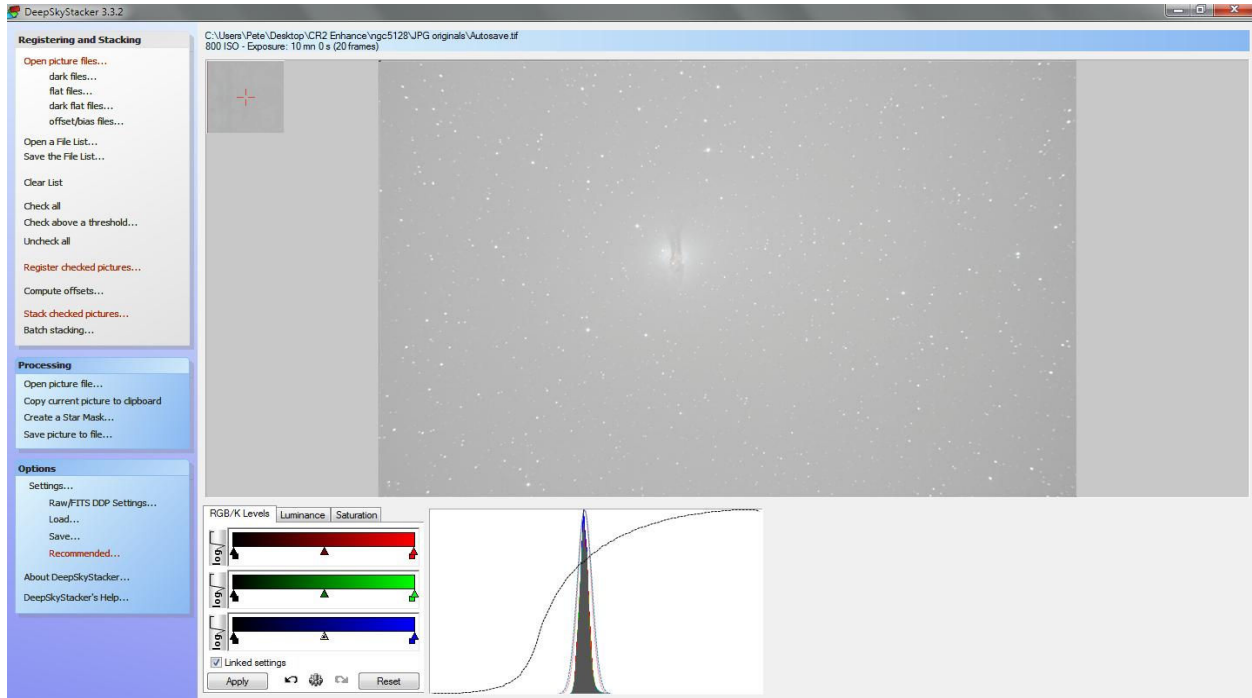 DeepSkyStacker 3.3.2
Registering and Stacking
Open picture files...
dark files...
flat files...
dark flat files...
offset/bias files...
Open a File List...
Save the File List...
Clear List
Check all
Check above a threshold...
Uncheck all
Register checked pictures...
Compute offsets...
Stack checked pictures...
Batch stacking...
Processing
Open picture file...
Copy current picture to clipboard
Create a Star Mask...
Save picture to file...
Options
Settings...
Raw/FITS DDP Settings...
Load...
Save...
Recommended...
About DeepSkyStacker...
DeepSkyStacker's Help...
C:\Users\Pete\Desktop\CR2 Enhance\ngc5128\JPG originals\Autosave.tif
800 ISO - Exposure: 10 mn 0 s (20 frames)
RGB/K Levels Luminance Saturation
log
log
log
Linked settings
Apply Reset